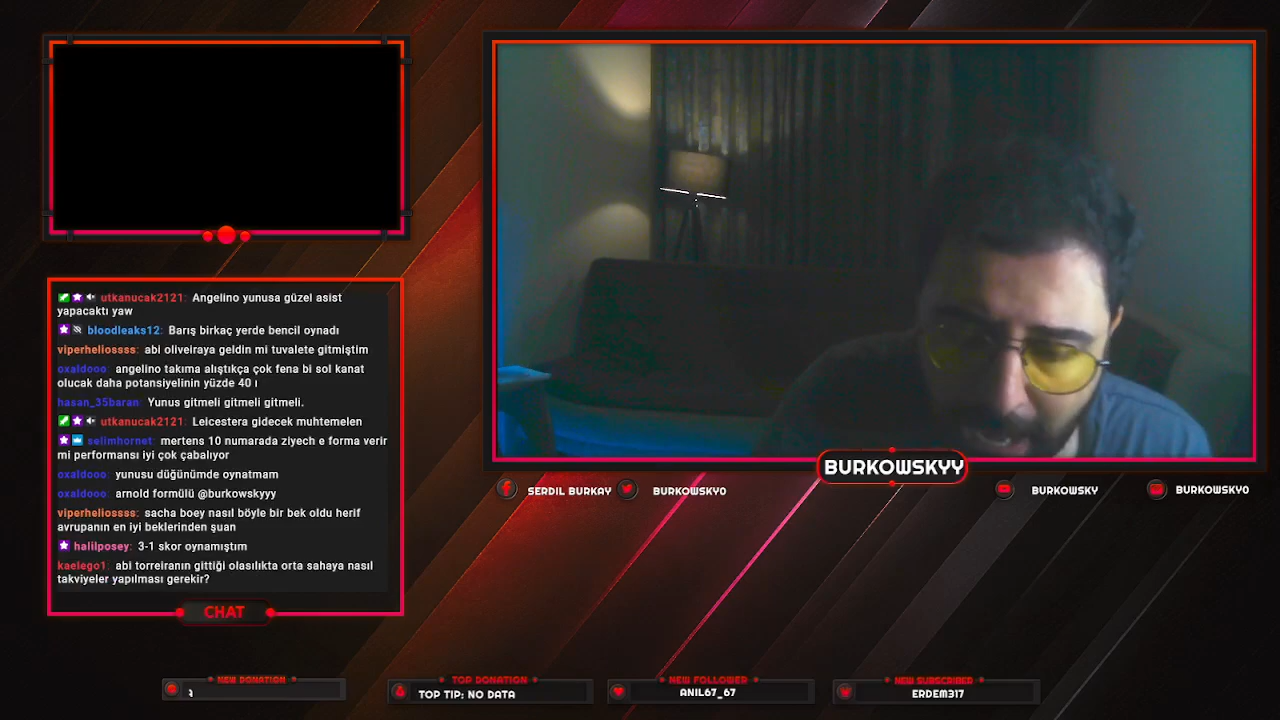 utkanucak2121: Angelino yunusa güzel asist
yapacaktı yaw
bloodleaks12: Barış birkaç yerde bencil oynadı
viperheliossss: abi oliveiraya geldin mi tuvalete gitmiştim
oxaldooo: angelino takıma alıştıkça çok fena bi sol kanat
olucak daha potansiyelinin yüzde 40 ı
hasan_35baran: Yunus gitmeli gitmeli gitmeli.
utkanucak2121: Leicestera gidecek muhtemelen
selimhornet: mertens 10 numarada ziyech e forma verir
mi performansı iyi çok çabalıyor
oxaldooo: yunusu düğünümde oynatmam
oxaldooo: arnold formülü @burkowskyyy
viperheliossss: sacha boey nasıl böyle bir bek oldu herif
avrupanın en iyi beklerinden şuan
halilposey: 3-1 skor oynamıştım
kaelego1: abi torreiranın gittiği olasılıkta orta sahaya nasıl
takviyeler yapılması gerekir?
CHAT
BURKOWSKYY
SERDIL BURKAY
BURKOWSKY0
BURKOWSKY
BURKOWSKY0
NEW DONATION
TOP DONATION
TOP TIP: NO DATA
NEW FOLLOWER
ANIL67_67
NEW SUBSCRIBED
ERDEM317